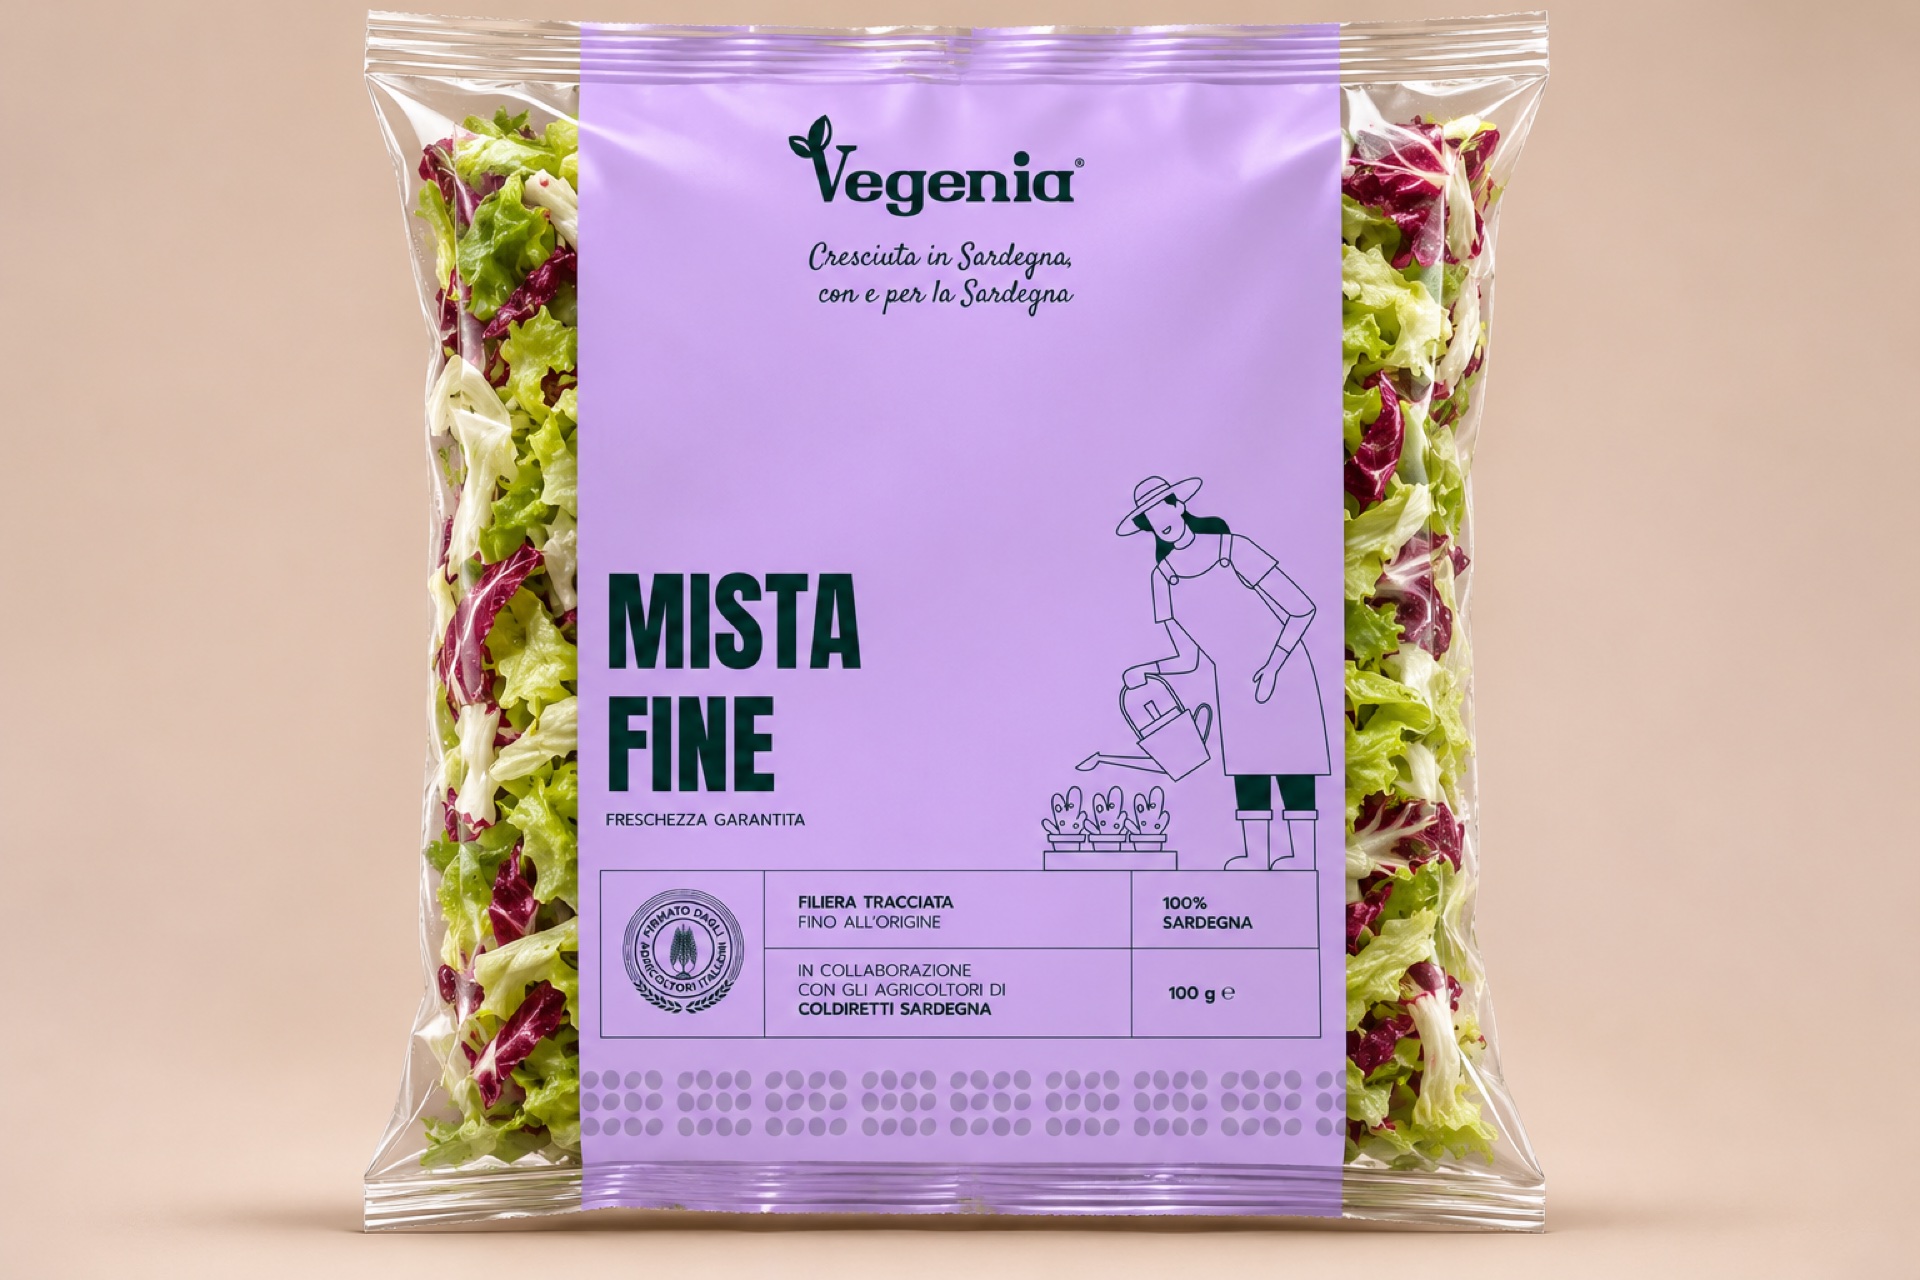 Vegenia®
Cresciuta in Sardegna,
con e per la Sardegna
MISTA
FINE
FRESCHEZZA GARANTITA
FIRMATO DAGLI
AGRICOLTORI ITALIANI
FILIERA TRACCIATA
FINO ALL'ORIGINE
100%
SARDEGNA
IN COLLABORAZIONE
CON GLI AGRICOLTORI DI
COLDIRETTI SARDEGNA
100 g ℮